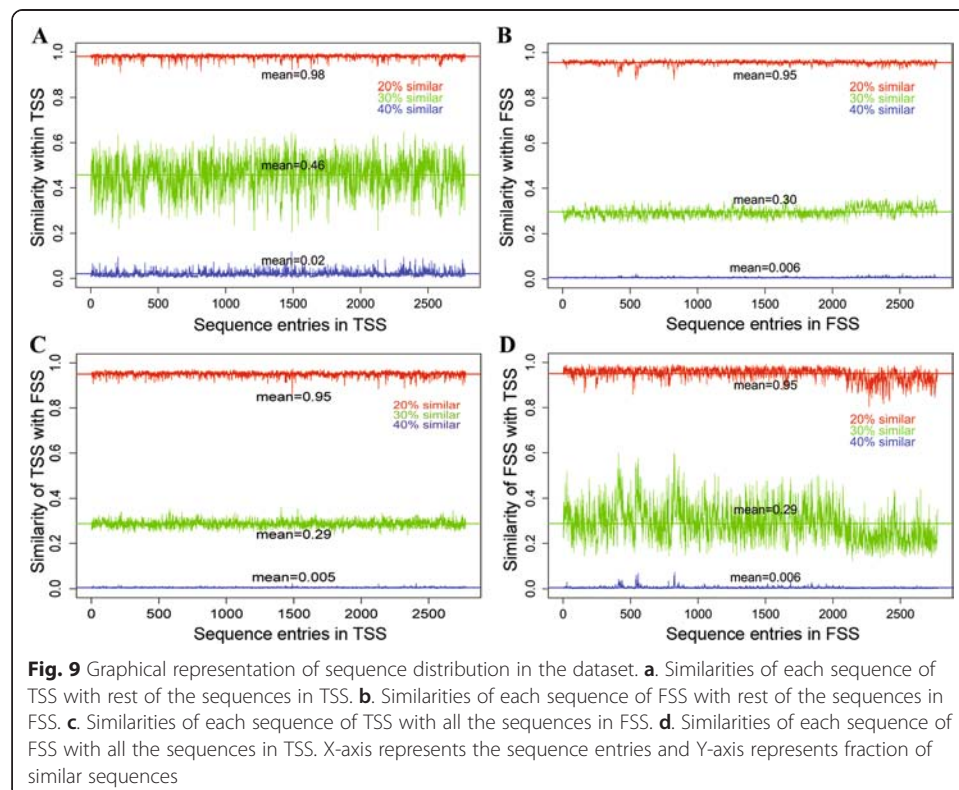 A
Similarity within TSS
1.0
0.8
0.6
0.4
0.2
0.0
mean=0.98
20% similar
30% similar
40% similar
mean=0.46
mean=0.02
0 500 1000 1500 2000 2500
Sequence entries in TSS
B
Similarity within FSS
1.0
0.8
0.6
0.4
0.2
0.0
mean=0.95
20% similar
30% similar
40% similar
mean=0.30
mean=0.006
0 500 1000 1500 2000 2500
Sequence entries in FSS
C
Similarity of TSS with FSS
1.0
0.8
0.6
0.4
0.2
0.0
mean=0.95
20% similar
30% similar
40% similar
mean=0.29
mean=0.005
0 500 1000 1500 2000 2500
Sequence entries in TSS
D
Similarity of FSS with TSS
1.0
0.8
0.6
0.4
0.2
0.0
mean=0.95
20% similar
30% similar
40% similar
mean=0.29
mean=0.006
0 500 1000 1500 2000 2500
Sequence entries in FSS
Fig. 9 Graphical representation of sequence distribution in the dataset. a. Similarities of each sequence of
TSS with rest of the sequences in TSS. b. Similarities of each sequence of FSS with rest of the sequences in
FSS. c. Similarities of each sequence of TSS with all the sequences in FSS. d. Similarities of each sequence of
FSS with all the sequences in TSS. X-axis represents the sequence entries and Y-axis represents fraction of
similar sequences